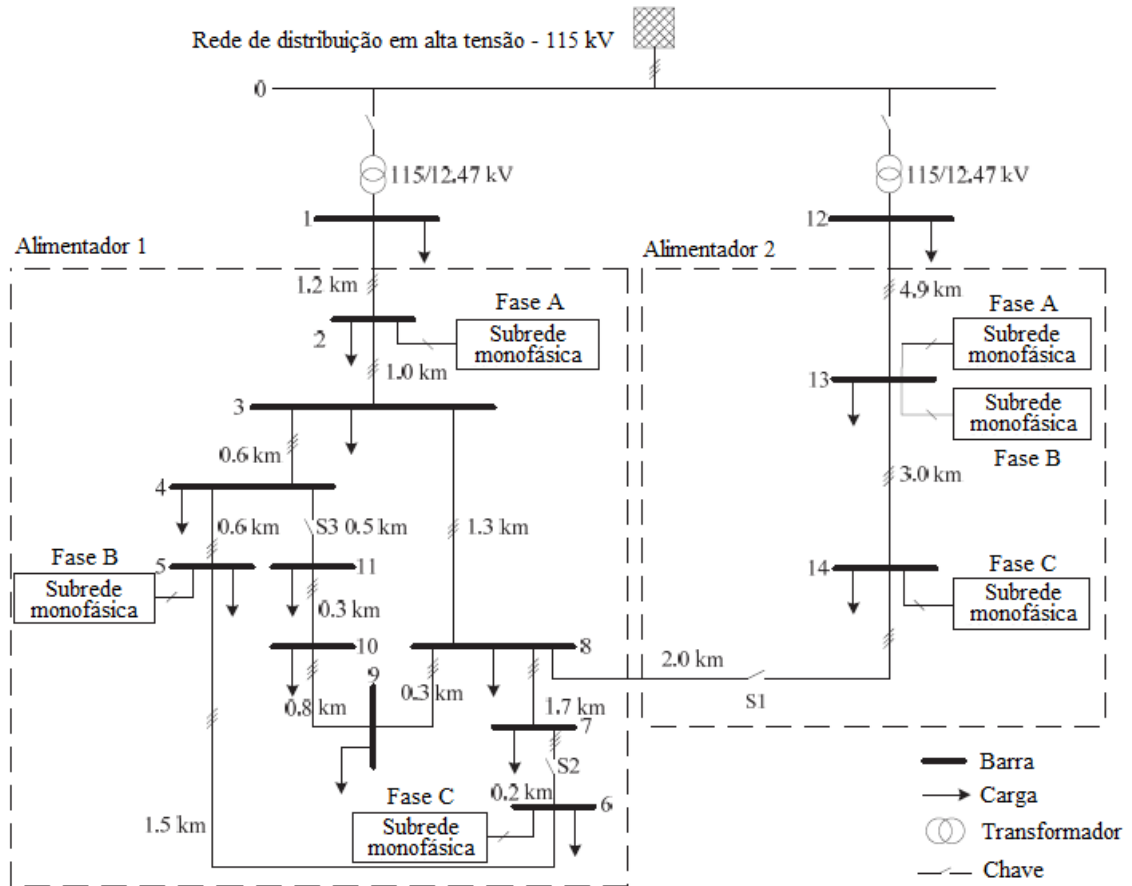 Rede de distribuição em alta tensão - 115 kV
0
115/12.47 kV
115/12.47 kV
1
12
Alimentador 1
Alimentador 2
1.2 km
4.9 km
Fase A
Subrede
monofásica
2
Fase A
Subrede
monofásica
1.0 km
13
Subrede
monofásica
Fase B
3
0.6 km
3.0 km
4
0.6 km
S3 0.5 km
1.3 km
Fase B
Subrede
monofásica
5
11
14
Fase C
Subrede
monofásica
0.3 km
10
8
9
2.0 km
0.8 km
0.3 km
S1
1.7 km
7
S2
Barra
Fase C
0.2 km
6
Carga
Subrede
monofásica
1.5 km
Transformador
Chave